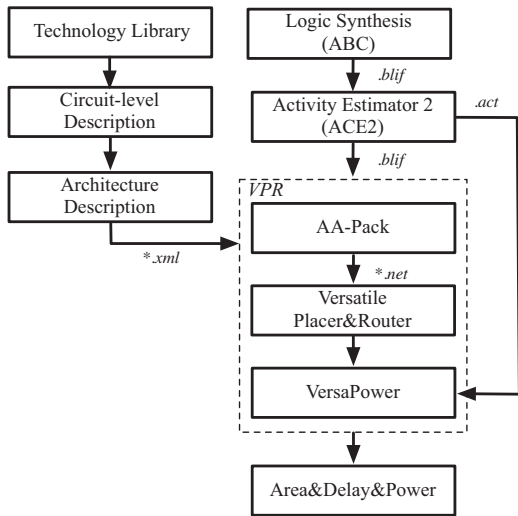 Technology Library
Circuit-level
Description
Architecture
Description
*.xml
Logic Synthesis
(ABC)
.blif
Activity Estimator 2
(ACE2)
.act
.blif
VPR
AA-Pack
*.net
Versatile
Placer&Router
VersaPower
Area&Delay&Power